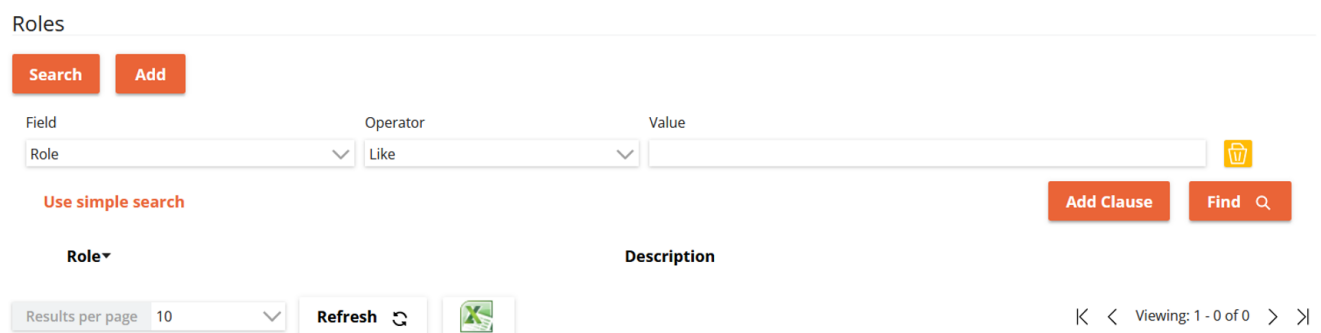 Roles
Search Add
Field Operator Value
Role Like
Use simple search Add Clause Find
Role Description
Results per page 10 Refresh Viewing: 1 - 0 of 0